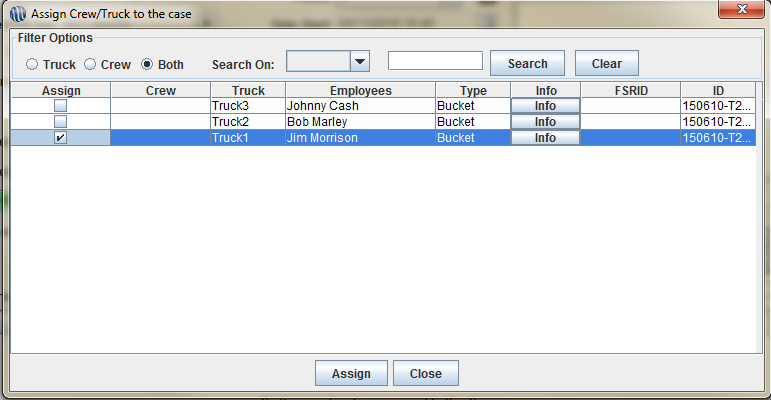 Assign Crew/Truck to the case
Filter Options
Truck Crew Both Search On: Search Clear
Assign Crew Truck Employees Type Info FSRID ID
Truck3 Johnny Cash Bucket Info 150610-T2...
Truck2 Bob Marley Bucket Info 150610-T2...
Truck1 Jim Morrison Bucket Info 150610-T2...
Assign Close